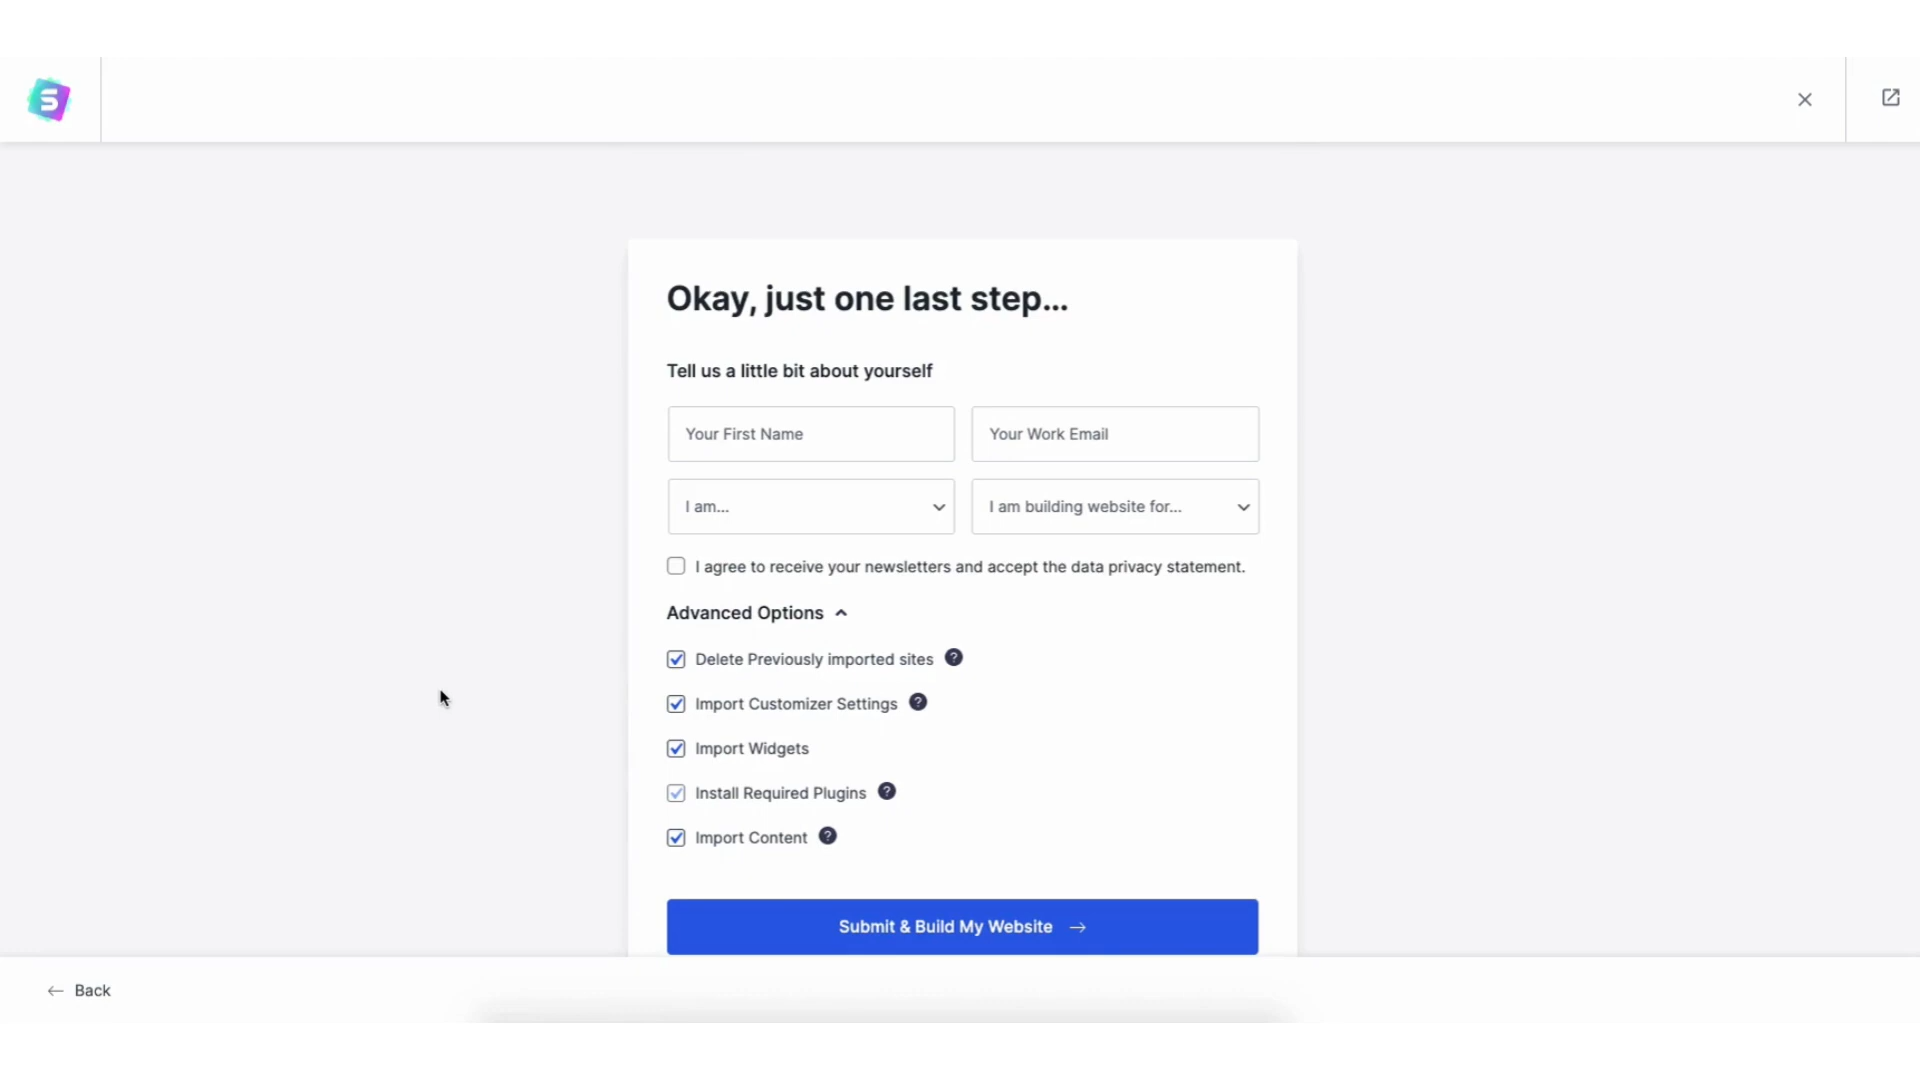 S
Okay, just one last step...
Tell us a little bit about yourself
Your First Name
Your Work Email
I am...
I am building website for...
I agree to receive your newsletters and accept the data privacy statement.
Advanced Options
Delete Previously imported sites ?
Import Customizer Settings ?
Import Widgets
Install Required Plugins ?
Import Content ?
Submit & Build My Website →
← Back